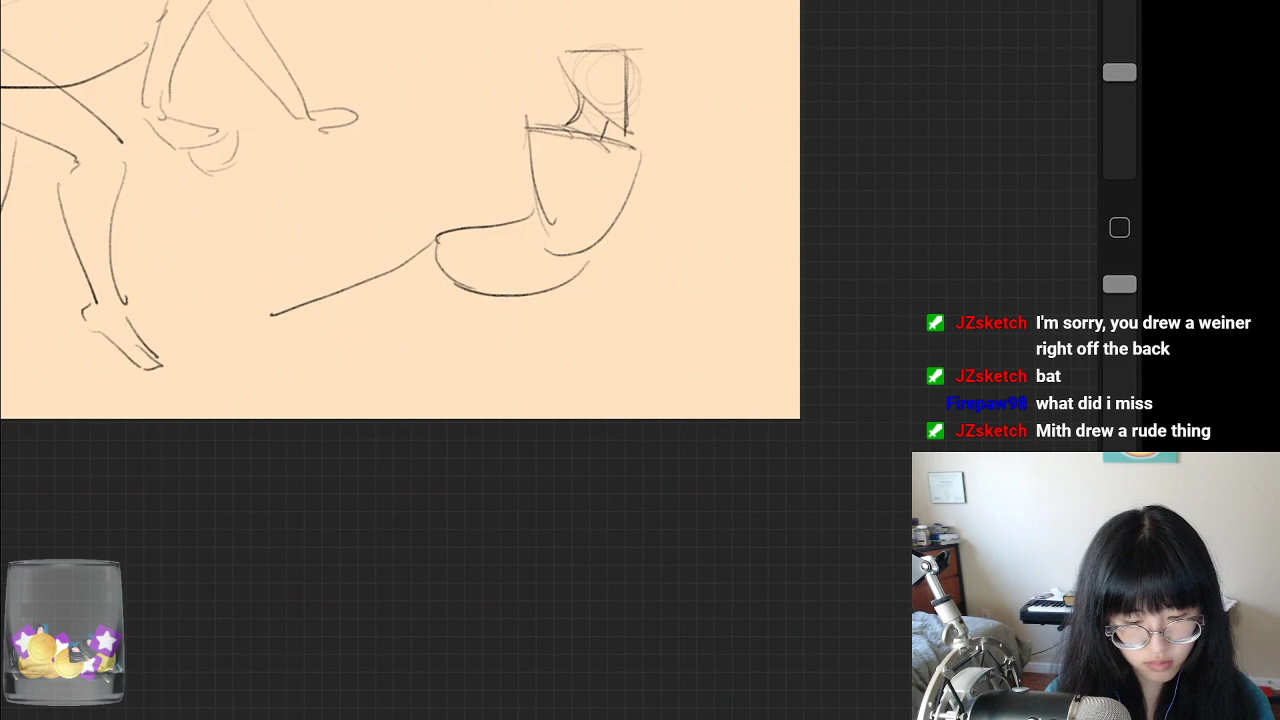 JZsketch I'm sorry, you drew a weiner
right off the back
JZsketch bat
Firepaw98 what did i miss
JZsketch Mith drew a rude thing